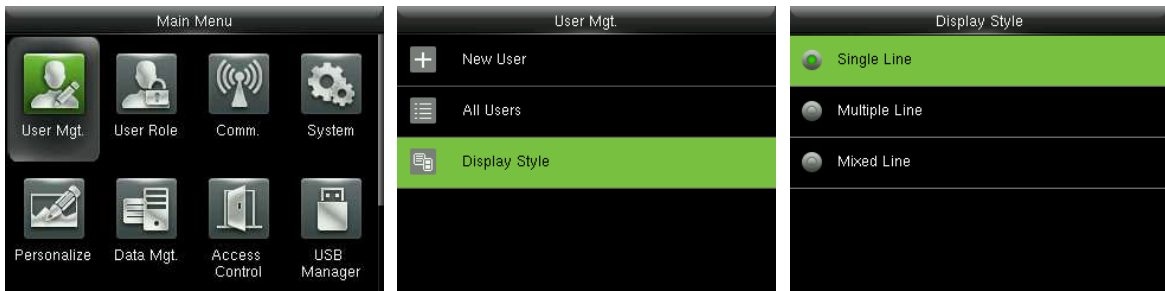 Main Menu
User Mgt.
User Role
Comm.
System
Personalize
Data Mgt.
Access
Control
USB
Manager
User Mgt.
New User
All Users
Display Style
Display Style
Single Line
Multiple Line
Mixed Line